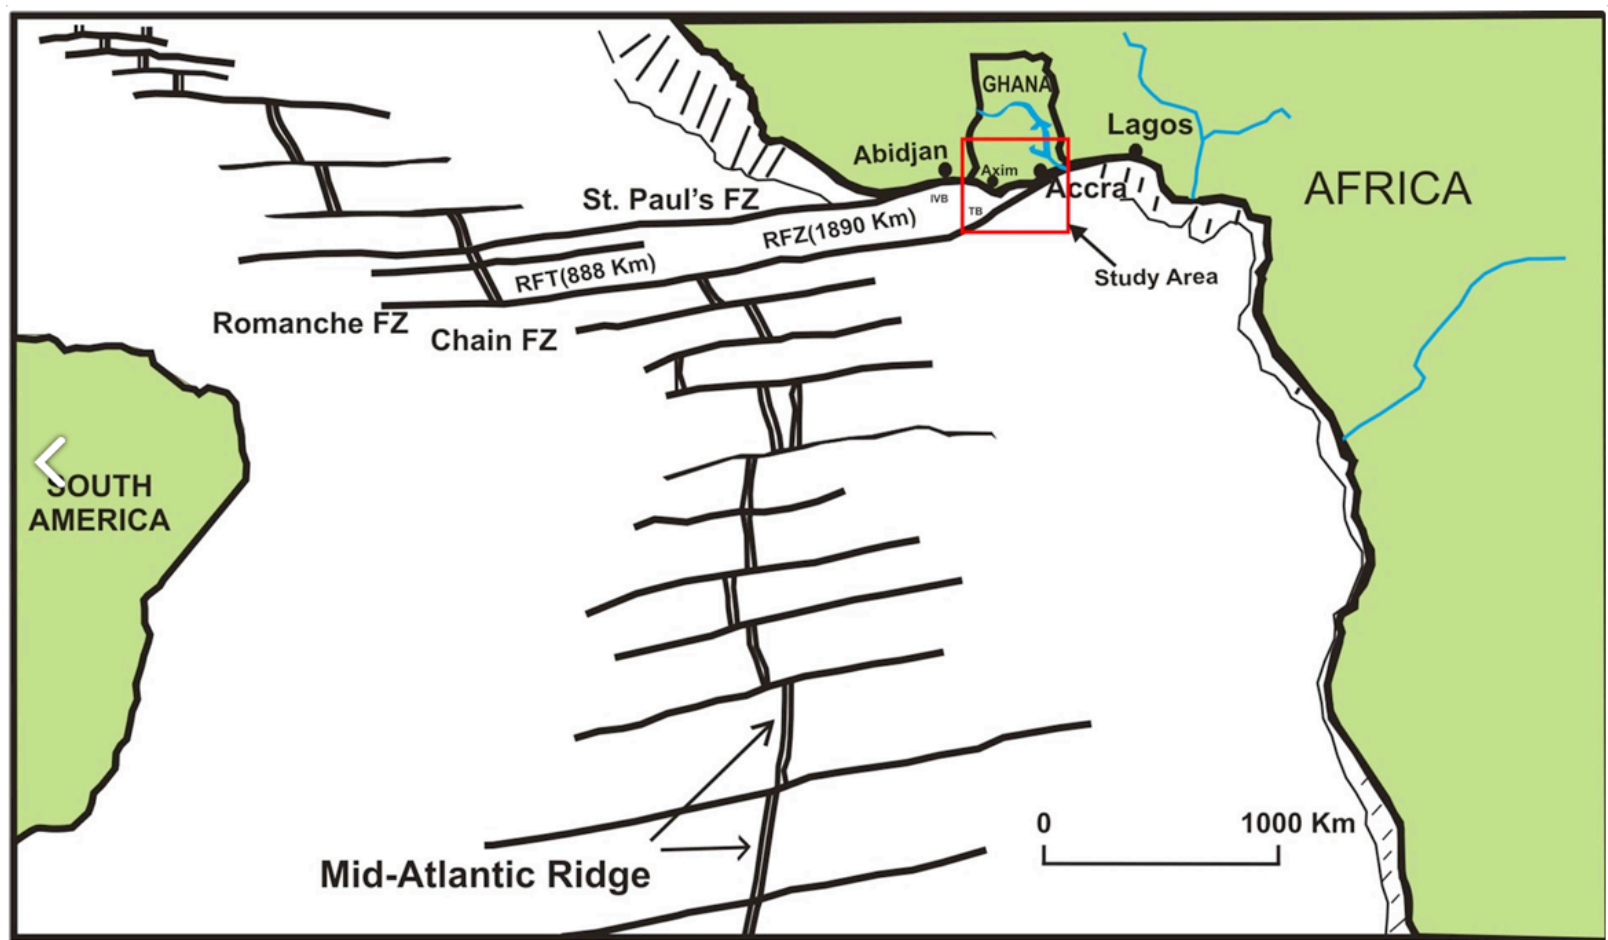 GHANA
Lagos
Abidjan
Axim
AFRICA
Accra
St. Paul's FZ
IVB
TB
RFZ(1890 Km)
RFT(888 Km)
Study Area
Romanche FZ
Chain FZ
SOUTH
AMERICA
0 1000 Km
Mid-Atlantic Ridge